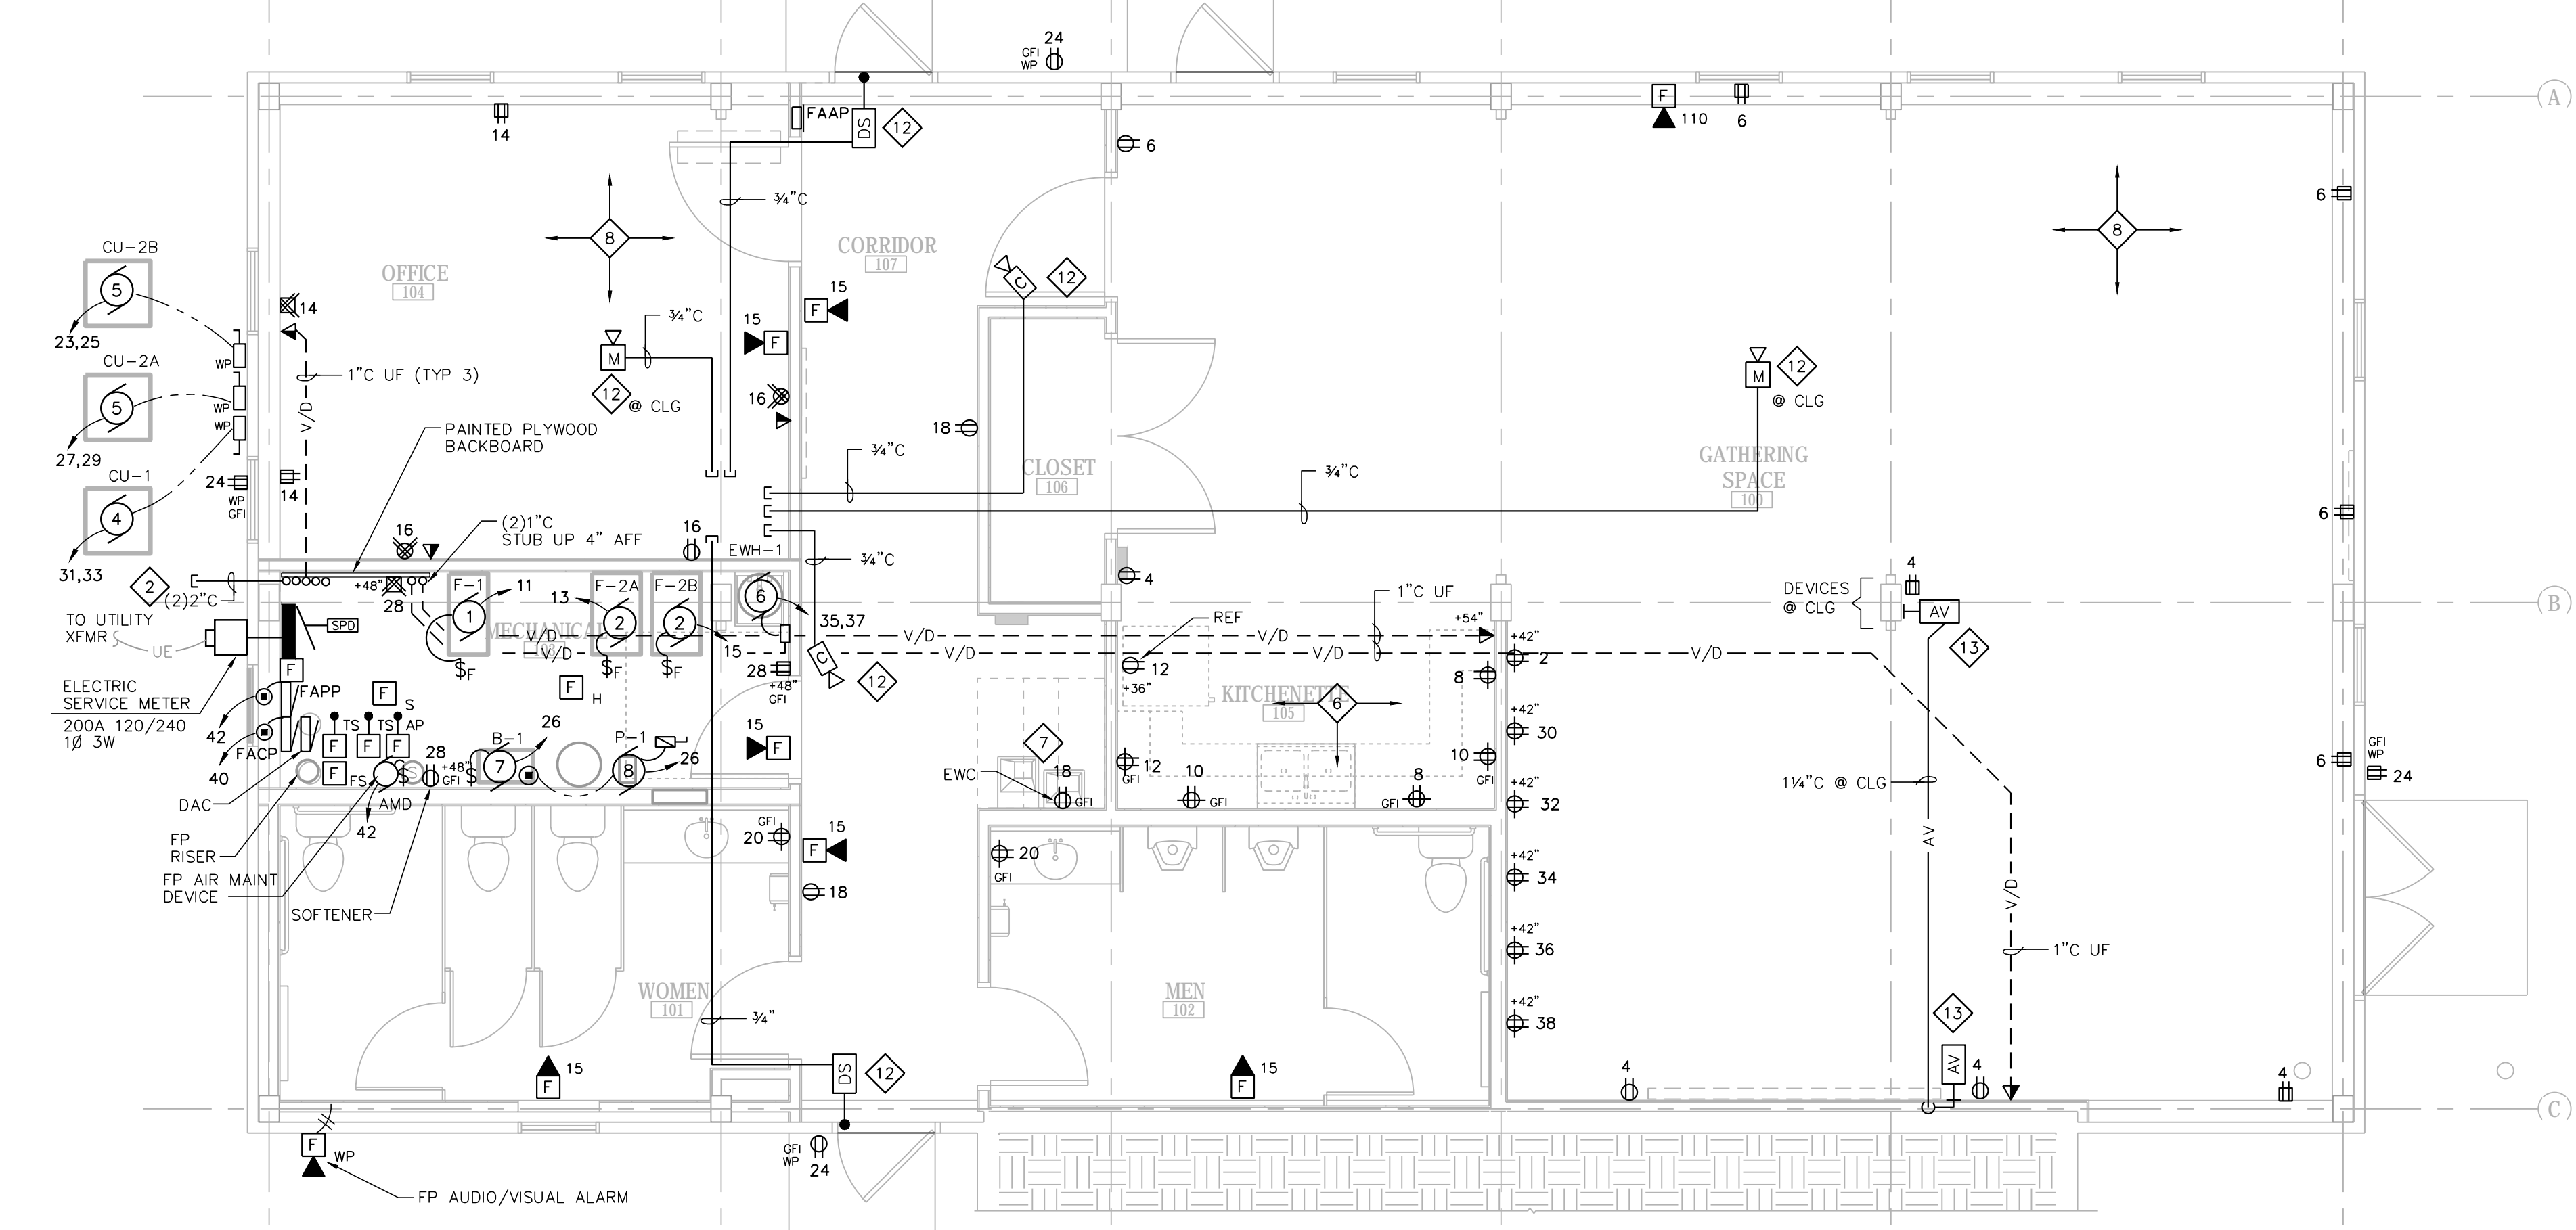 24
GFI
WP
A
14
FAAP
DS
12
F
110
6
6
¾"C
6
8
CORRIDOR
107
8
CU-2B
5
23,25
OFFICE
104
14
12
C
15
F
¾"C
15
F
WP
CU-2A
5
27,29
1"C UF (TYP 3)
V/D
M
12
@ CLG
16
M
12
@ CLG
WP
WP
PAINTED PLYWOOD
BACKBOARD
18
¾"C
CLOSET
106
¾"C
GATHERING
SPACE
100
CU-1
4
31,33
24
WP
GFI
14
6
16
(2)1"C
STUB UP 4" AFF
16
EWH-1
¾"C
2
(2)2"C
+48"
28
F-1
1
11
13
F-2A
2
F-2B
2
6
35,37
4
1"C UF
DEVICES
@ CLG
4
AV
13
B
TO UTILITY
XFMR
UE
SPD
MECHANICAL
V/D
V/D
V/D
V/D
V/D
V/D
V/D
REF
+54"
+42"
2
$F
$F
$F
15
28
+48"
GFI
C
12
12
+36"
8
F
ELECTRIC
SERVICE METER
200A 120/240
1Ø 3W
FAPP
F
S
F
H
KITCHENETTE
105
6
+42"
30
42
FACP
40
TS
TS
AP
F
F
F
F
FS
28
+48"
GFI
$
$
B-1
7
26
P-1
8
26
15
F
7
EWC
18
GFI
12
GFI
10
GFI
8
GFI
10
GFI
+42"
32
1¼"C @ CLG
6
GFI
WP
24
DAC
AMD
42
FP
RISER
FP AIR MAINT
DEVICE
SOFTENER
GFI
20
15
F
18
20
GFI
+42"
34
AV
V/D
+42"
36
1"C UF
WOMEN
101
¾"
MEN
102
+42"
38
13
AV
15
F
DS
12
15
F
4
4
4
C
F
WP
GFI
WP
24
FP AUDIO/VISUAL ALARM